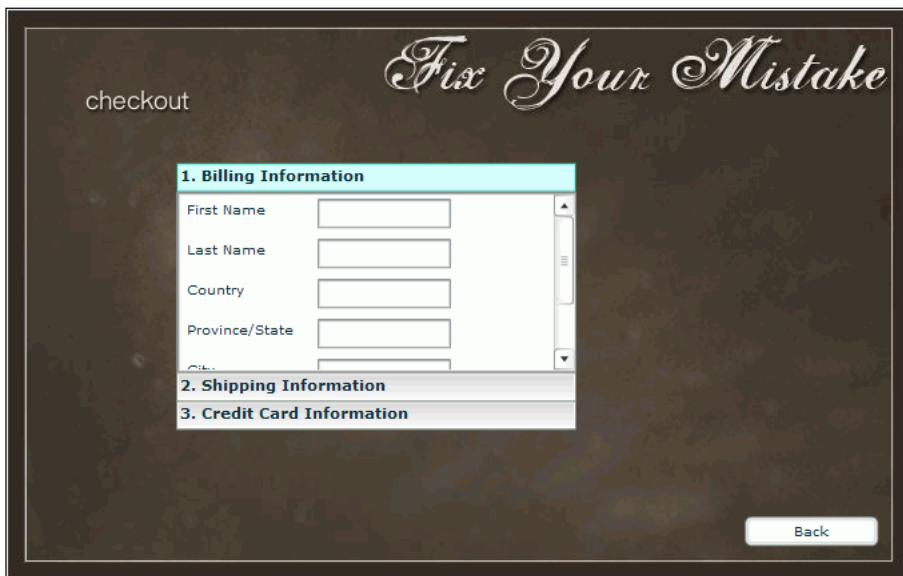 Fix Your Mistake
checkout
1. Billing Information
First Name
Last Name
Country
Province/State
City
2. Shipping Information
3. Credit Card Information
Back